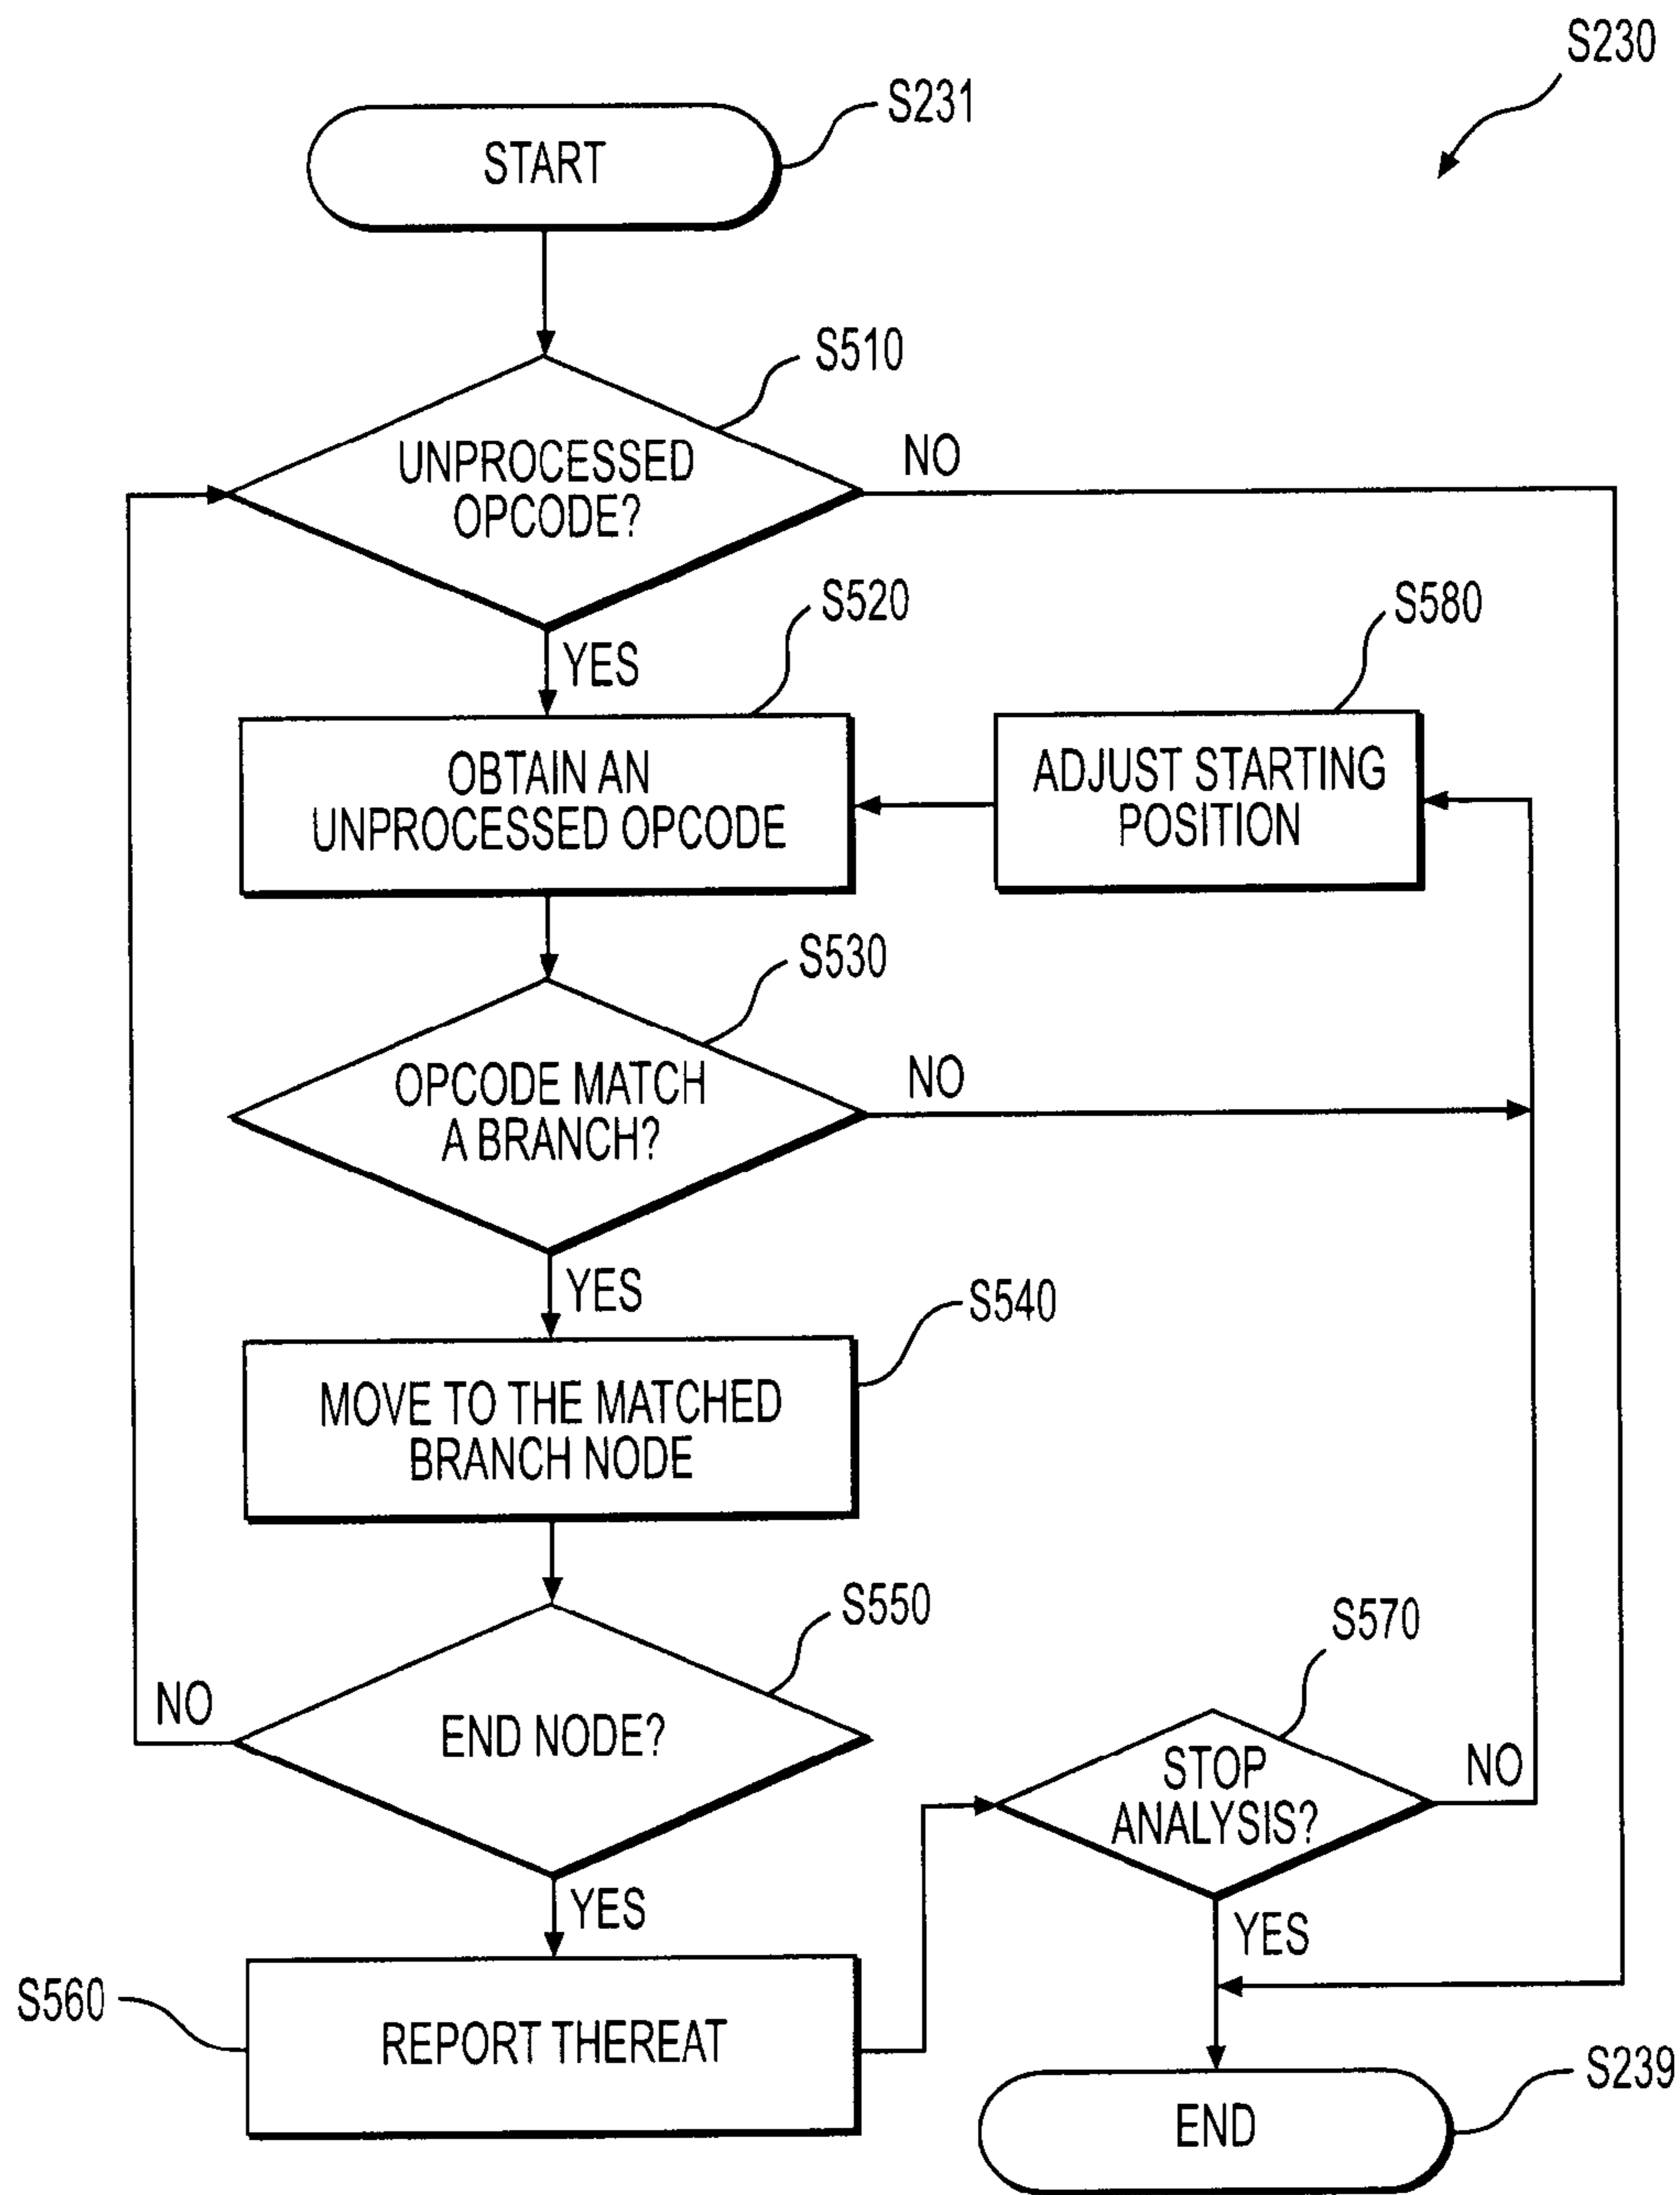 S230
S231
START
S510
UNPROCESSED
OPCODE?
NO
YES
S520
OBTAIN AN
UNPROCESSED OPCODE
S580
ADJUST STARTING
POSITION
S530
OPCODE MATCH
A BRANCH?
NO
YES
S540
MOVE TO THE MATCHED
BRANCH NODE
S550
END NODE?
NO
YES
S570
STOP
ANALYSIS?
NO
YES
S560
REPORT THEREAT
S239
END